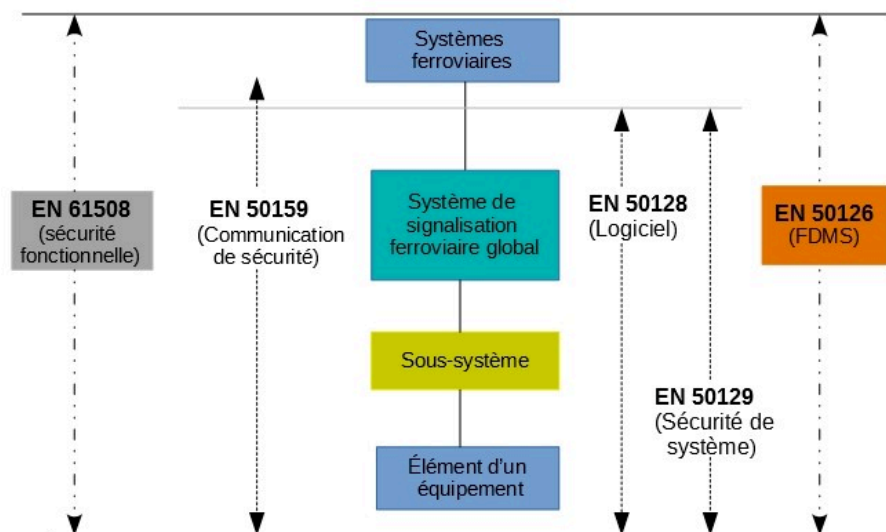 Systèmes
ferroviaires
EN 61508
(sécurité
fonctionnelle)
EN 50159
(Communication
de sécurité)
Système de
signalisation
ferroviaire global
EN 50128
(Logiciel)
EN 50126
(FDMS)
Sous-système
EN 50129
(Sécurité de
système)
Élément d'un
équipement